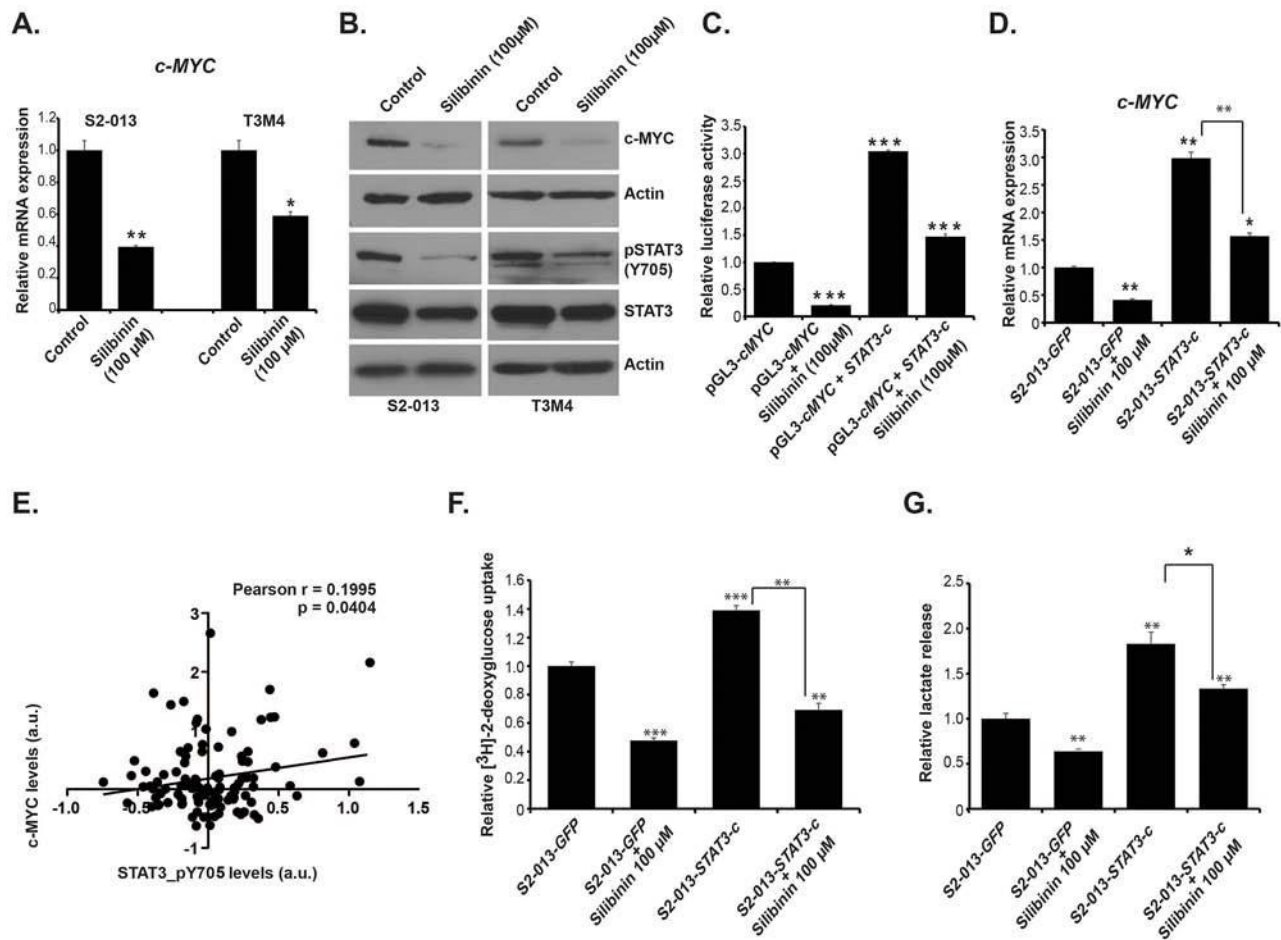 A.
c-MYC
S2-013
T3M4
Relative mRNA expression
1.2
1.0
0.8
0.6
0.4
0.2
0
**
*
Control
Silibinin
(100 µM)
Control
Silibinin
(100 µM)
B.
Control
Silibinin (100µM)
Control
Silibinin (100µM)
c-MYC
Actin
pSTAT3
(Y705)
STAT3
Actin
S2-013
T3M4
C.
Relative luciferase activity
3.5
3.0
2.5
2.0
1.5
1.0
0.5
0
***
***
***
pGL3-cMYC
pGL3-cMYC
+
Silibinin (100µM)
pGL3-cMYC + STAT3-c
pGL3-cMYC + STAT3-c
+
Silibinin (100µM)
D.
c-MYC
Relative mRNA expression
3.5
3.0
2.5
2.0
1.5
1.0
0.5
0
**
**
**
*
S2-013-GFP
S2-013-GFP
+
Silibinin 100 µM
S2-013-STAT3-c
S2-013-STAT3-c
+
Silibinin 100 µM
E.
Pearson r = 0.1995
p = 0.0404
c-MYC levels (a.u.)
3
2
1
-1
-1.0
-0.5
0.5
1.0
1.5
STAT3_pY705 levels (a.u.)
F.
Relative [³H]-2-deoxyglucose uptake
1.6
1.4
1.2
1.0
0.8
0.6
0.4
0.2
0
***
***
**
**
S2-013-GFP
S2-013-GFP
+
Silibinin 100 µM
S2-013-STAT3-c
S2-013-STAT3-c
+
Silibinin 100 µM
G.
Relative lactate release
2.5
2.0
1.5
1.0
0.5
0
**
**
*
**
S2-013-GFP
S2-013-GFP
+
Silibinin 100 µM
S2-013-STAT3-c
S2-013-STAT3-c
+
Silibinin 100 µM